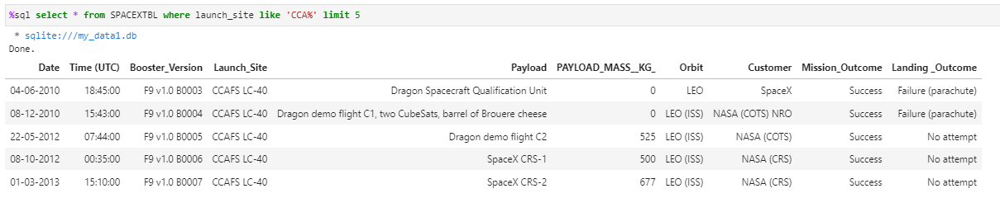 %sql select * from SPACEXTBL where launch_site like 'CCA%' limit 5
* sqlite:///my_data1.db
Done.
Date Time (UTC) Booster_Version Launch_Site Payload PAYLOAD_MASS__KG_ Orbit Customer Mission_Outcome Landing _Outcome
04-06-2010 18:45:00 F9 v1.0 B0003 CCAFS LC-40 Dragon Spacecraft Qualification Unit 0 LEO SpaceX Success Failure (parachute)
08-12-2010 15:43:00 F9 v1.0 B0004 CCAFS LC-40 Dragon demo flight C1, two CubeSats, barrel of Brouere cheese 0 LEO (ISS) NASA (COTS) NRO Success Failure (parachute)
22-05-2012 07:44:00 F9 v1.0 B0005 CCAFS LC-40 Dragon demo flight C2 525 LEO (ISS) NASA (COTS) Success No attempt
08-10-2012 00:35:00 F9 v1.0 B0006 CCAFS LC-40 SpaceX CRS-1 500 LEO (ISS) NASA (CRS) Success No attempt
01-03-2013 15:10:00 F9 v1.0 B0007 CCAFS LC-40 SpaceX CRS-2 677 LEO (ISS) NASA (CRS) Success No attempt